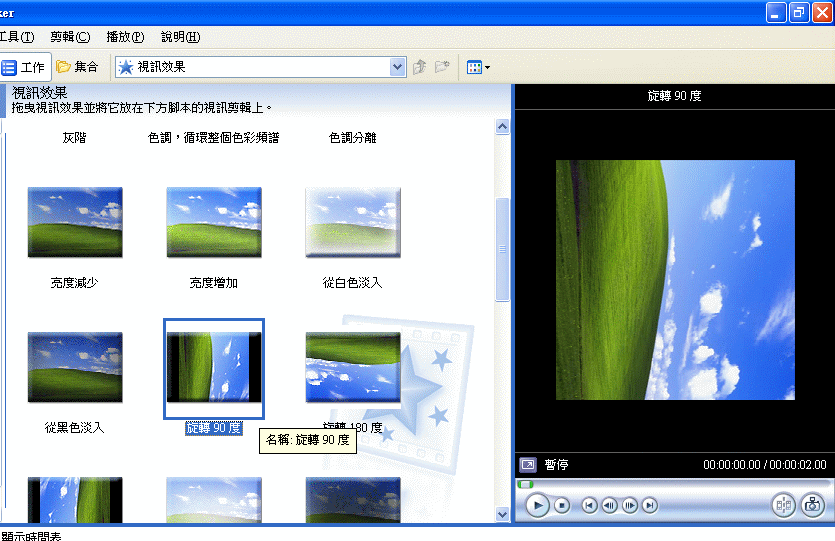 ker
工具(T) 剪輯(C) 播放(P) 說明(H)
工作 集合 視訊效果
視訊效果
拖曳視訊效果並將它放在下方腳本的視訊剪輯上。
灰階 色調，循環整個色彩頻譜 色調分離
亮度減少 亮度增加 從白色淡入
從黑色淡入 旋轉 90 度 旋轉 180 度
名稱: 旋轉 90 度
旋轉 90 度
暫停 00:00:00.00 / 00:00:02.00
顯示時間表